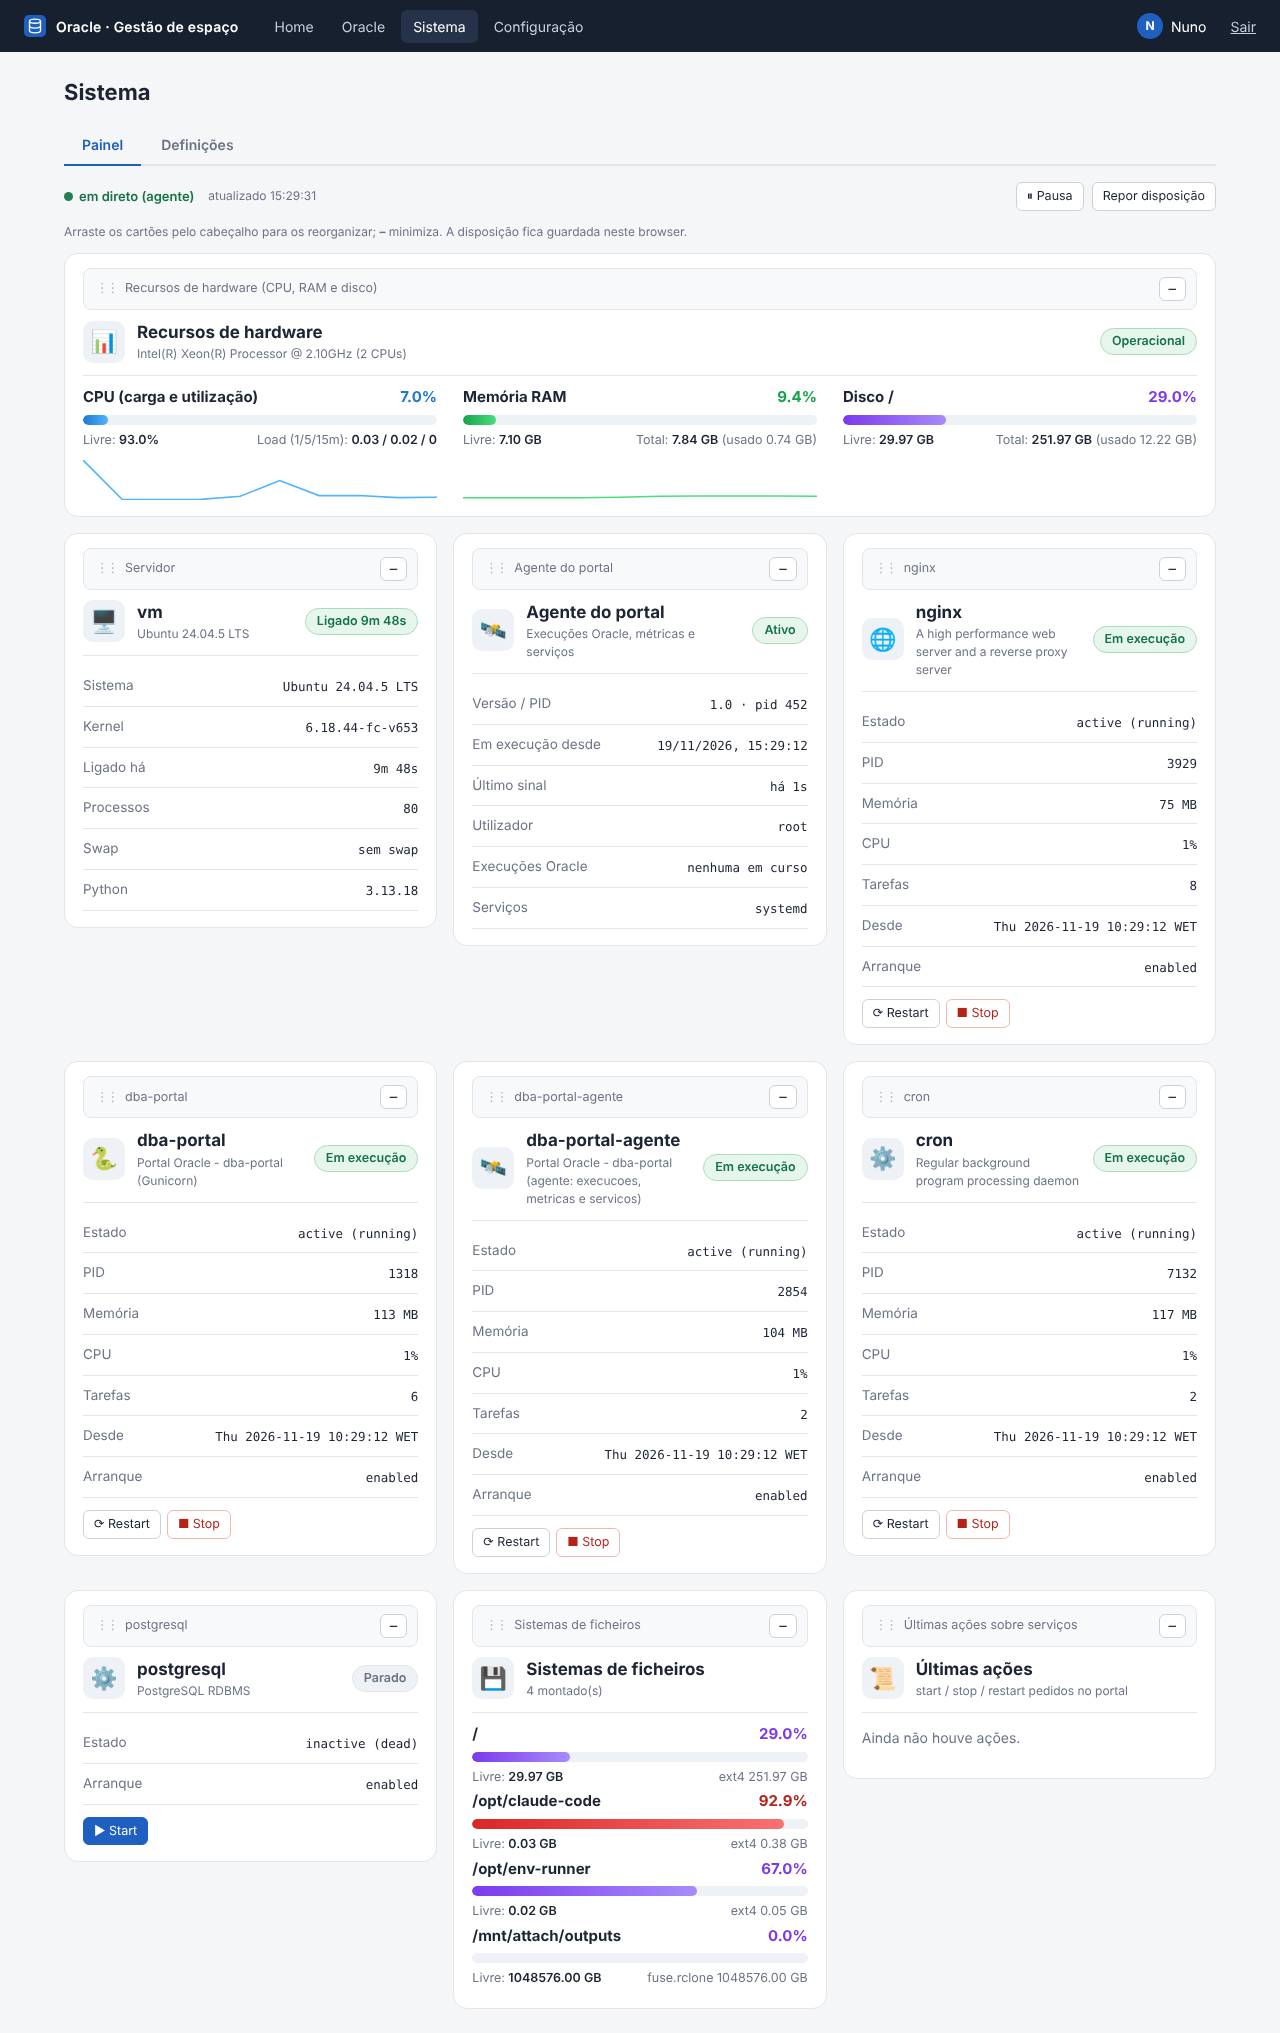 Oracle · Gestão de espaço
Home
Oracle
Sistema
Configuração
N
Nuno
Sair
Sistema
Painel
Definições
em direto (agente)
atualizado 15:29:31
Pausa
Repor disposição
Arraste os cartões pelo cabeçalho para os reorganizar; – minimiza. A disposição fica guardada neste browser.
Recursos de hardware (CPU, RAM e disco)
–
Recursos de hardware
Intel(R) Xeon(R) Processor @ 2.10GHz (2 CPUs)
Operacional
CPU (carga e utilização)
7.0%
Livre: 93.0%
Load (1/5/15m): 0.03 / 0.02 / 0
Memória RAM
9.4%
Livre: 7.10 GB
Total: 7.84 GB (usado 0.74 GB)
Disco /
29.0%
Livre: 29.97 GB
Total: 251.97 GB (usado 12.22 GB)
Servidor
–
vm
Ubuntu 24.04.5 LTS
Ligado 9m 48s
Sistema
Ubuntu 24.04.5 LTS
Kernel
6.18.44-fc-v653
Ligado há
9m 48s
Processos
80
Swap
sem swap
Python
3.13.18
Agente do portal
–
Agente do portal
Execuções Oracle, métricas e
serviços
Ativo
Versão / PID
1.0 · pid 452
Em execução desde
19/11/2026, 15:29:12
Último sinal
há 1s
Utilizador
root
Execuções Oracle
nenhuma em curso
Serviços
systemd
nginx
–
nginx
A high performance web
server and a reverse proxy
server
Em execução
Estado
active (running)
PID
3929
Memória
75 MB
CPU
1%
Tarefas
8
Desde
Thu 2026-11-19 10:29:12 WET
Arranque
enabled
⟳ Restart
■ Stop
dba-portal
–
dba-portal
Portal Oracle - dba-portal
(Gunicorn)
Em execução
Estado
active (running)
PID
1318
Memória
113 MB
CPU
1%
Tarefas
6
Desde
Thu 2026-11-19 10:29:12 WET
Arranque
enabled
⟳ Restart
■ Stop
dba-portal-agente
–
dba-portal-agente
Portal Oracle - dba-portal
(agente: execucoes,
metricas e servicos)
Em execução
Estado
active (running)
PID
2854
Memória
104 MB
CPU
1%
Tarefas
2
Desde
Thu 2026-11-19 10:29:12 WET
Arranque
enabled
⟳ Restart
■ Stop
cron
–
cron
Regular background
program processing daemon
Em execução
Estado
active (running)
PID
7132
Memória
117 MB
CPU
1%
Tarefas
2
Desde
Thu 2026-11-19 10:29:12 WET
Arranque
enabled
⟳ Restart
■ Stop
postgresql
–
postgresql
PostgreSQL RDBMS
Parado
Estado
inactive (dead)
Arranque
enabled
▶ Start
Sistemas de ficheiros
–
Sistemas de ficheiros
4 montado(s)
/
29.0%
Livre: 29.97 GB
ext4 251.97 GB
/opt/claude-code
92.9%
Livre: 0.03 GB
ext4 0.38 GB
/opt/env-runner
67.0%
Livre: 0.02 GB
ext4 0.05 GB
/mnt/attach/outputs
0.0%
Livre: 1048576.00 GB
fuse.rclone 1048576.00 GB
Últimas ações sobre serviços
–
Últimas ações
start / stop / restart pedidos no portal
Ainda não houve ações.